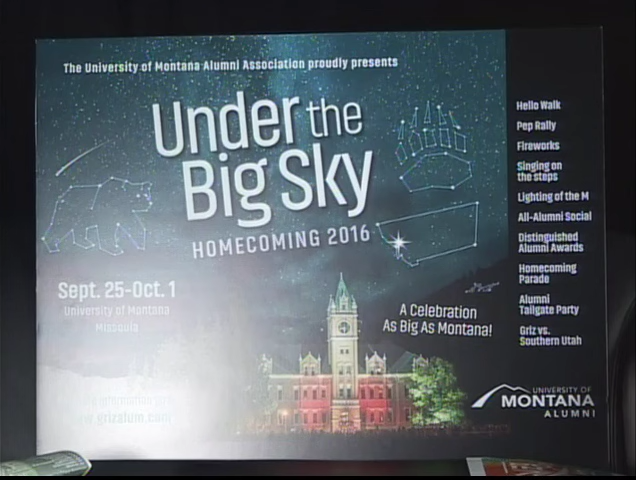 The University of Montana Alumni Association proudly presents
Under the
Big Sky
HOMECOMING 2016
Sept. 25-Oct. 1
University of Montana
Missoula
www.grizalum.com
A Celebration
As Big As Montana!
Hello Walk
Pep Rally
Fireworks
Singing on
the steps
Lighting of the M
All-Alumni Social
Distinguished
Alumni Awards
Homecoming
Parade
Alumni
Tailgate Party
Griz vs.
Southern Utah
UNIVERSITY OF
MONTANA
ALUMNI